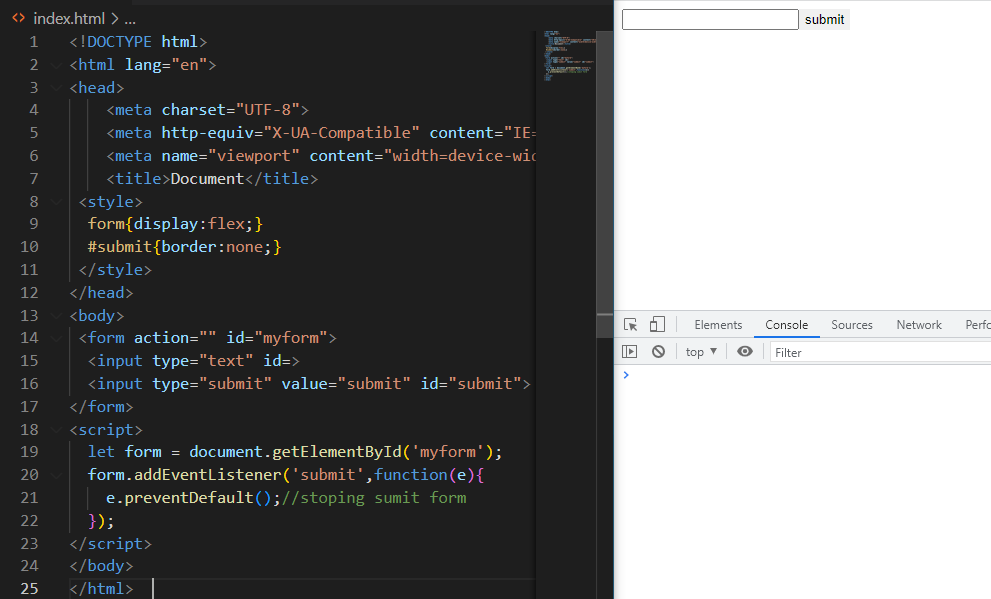 index.html > ...
1 <!DOCTYPE html>
2 <html lang="en">
3 <head>
4 <meta charset="UTF-8">
5 <meta http-equiv="X-UA-Compatible" content="IE=
6 <meta name="viewport" content="width=device-wid
7 <title>Document</title>
8 <style>
9 form{display:flex;}
10 #submit{border:none;}
11 </style>
12 </head>
13 <body>
14 <form action="" id="myform">
15 <input type="text" id=>
16 <input type="submit" value="submit" id="submit">
17 </form>
18 <script>
19 let form = document.getElementById('myform');
20 form.addEventListener('submit',function(e){
21 e.preventDefault();//stoping sumit form
22 });
23 </script>
24 </body>
25 </html>
submit
Elements Console Sources Network Perfo
top Filter